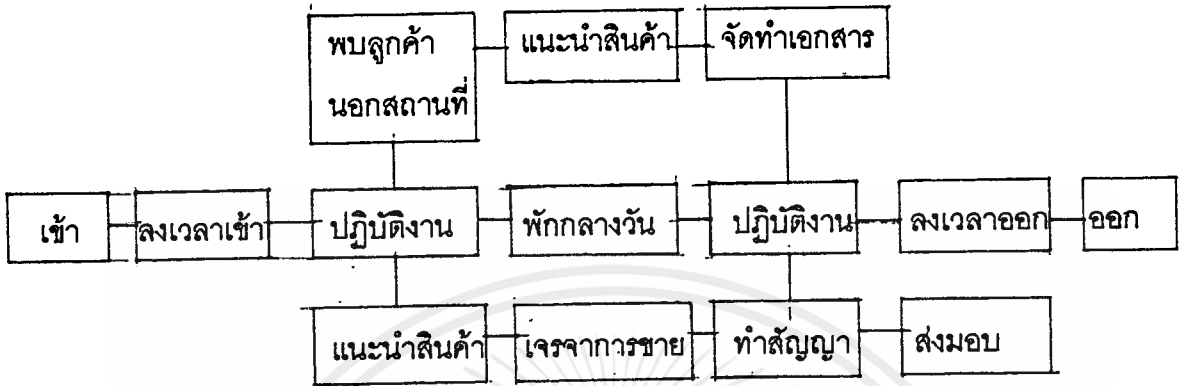 พบลูกค้า
นอกสถานที่
แนะนำสินค้า
จัดทำเอกสาร
เข้า
ลงเวลาเข้า
ปฏิบัติงาน
พักกลางวัน
ปฏิบัติงาน
ลงเวลาออก
ออก
แนะนำสินค้า
เจรจาการขาย
ทำสัญญา
ส่งมอบ